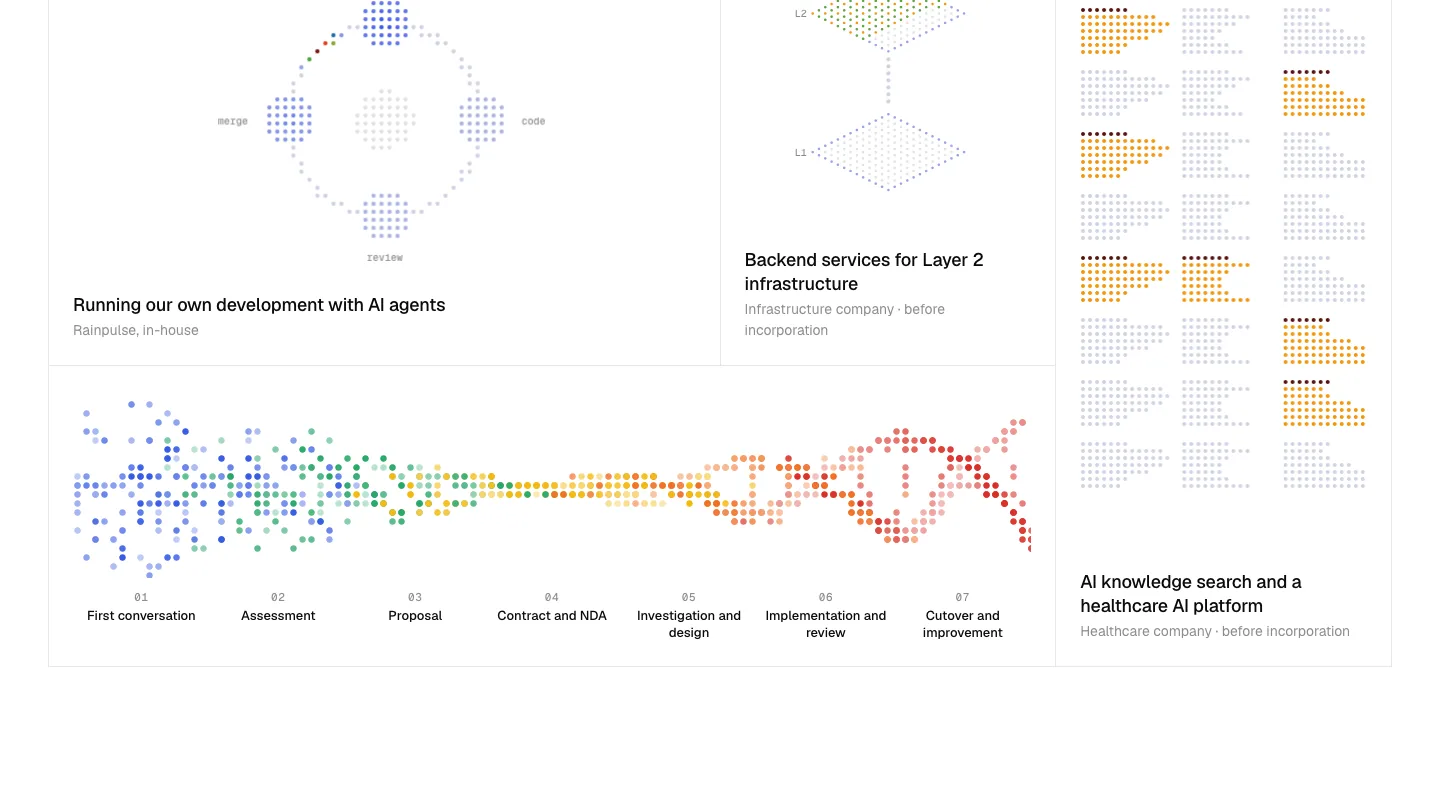 merge
code
review
Running our own development with AI agents
Rainpulse, in-house
L2
L1
Backend services for Layer 2
infrastructure
Infrastructure company · before
incorporation
01
First conversation
02
Assessment
03
Proposal
04
Contract and NDA
05
Investigation and
design
06
Implementation and
review
07
Cutover and
improvement
AI knowledge search and a
healthcare AI platform
Healthcare company · before incorporation